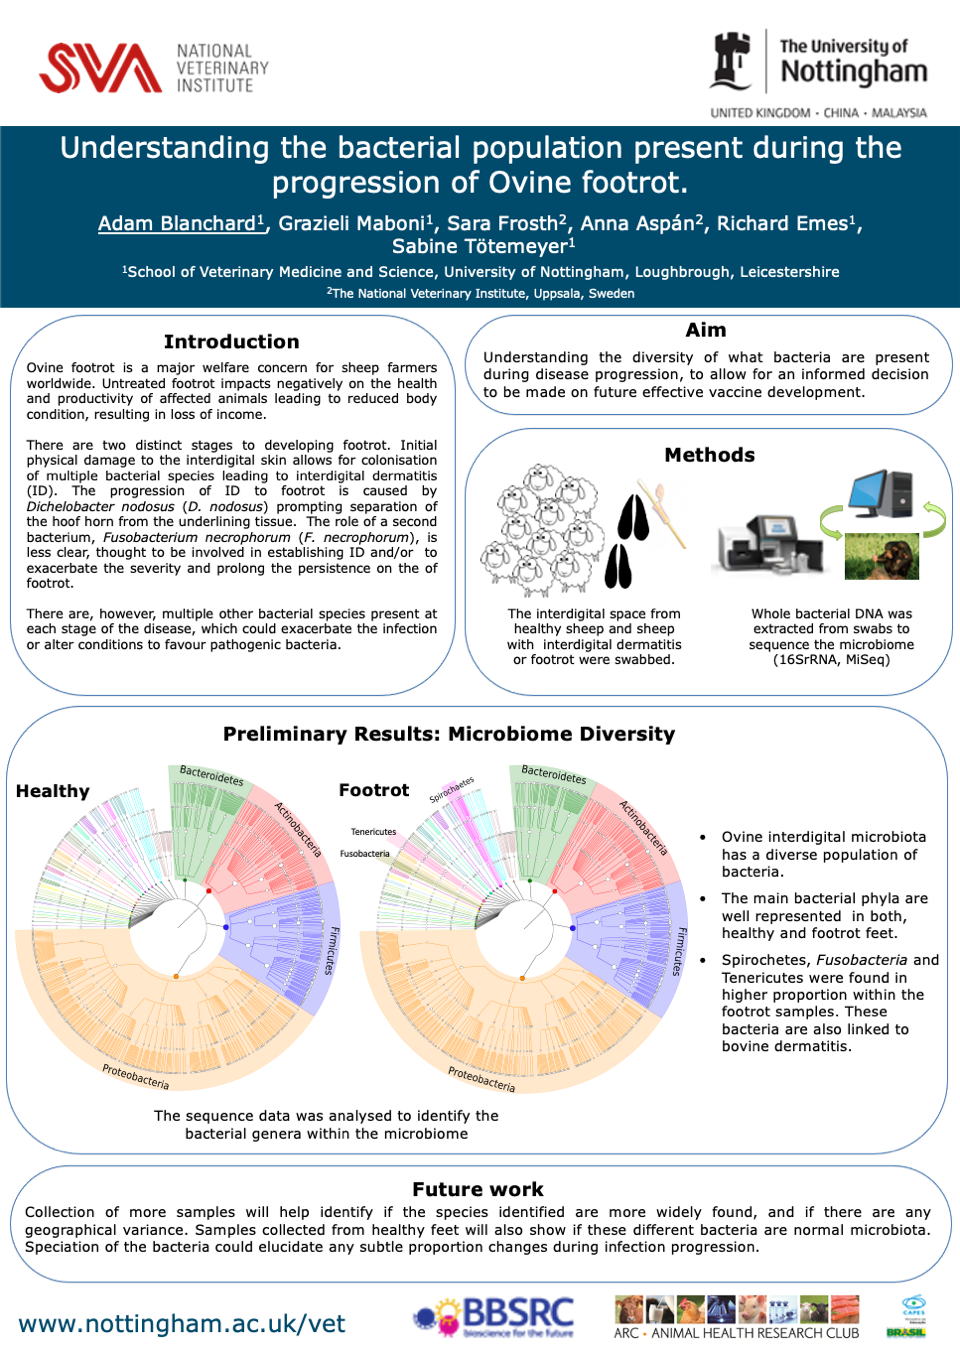 SVA
NATIONAL
VETERINARY
INSTITUTE
The University of
Nottingham
UNITED KINGDOM · CHINA · MALAYSIA
Understanding the bacterial population present during the
progression of Ovine footrot.
Adam Blanchard1, Grazieli Maboni1, Sara Frosth2, Anna Aspán2, Richard Emes1,
Sabine Tötemeyer1
1School of Veterinary Medicine and Science, University of Nottingham, Loughbrough, Leicestershire
2The National Veterinary Institute, Uppsala, Sweden
Introduction
Ovine footrot is a major welfare concern for sheep farmers
worldwide. Untreated footrot impacts negatively on the health
and productivity of affected animals leading to reduced body
condition, resulting in loss of income.
There are two distinct stages to developing footrot. Initial
physical damage to the interdigital skin allows for colonisation
of multiple bacterial species leading to interdigital dermatitis
(ID). The progression of ID to footrot is caused by
Dichelobacter nodosus (D. nodosus) prompting separation of
the hoof horn from the underlining tissue. The role of a second
bacterium, Fusobacterium necrophorum (F. necrophorum), is
less clear, thought to be involved in establishing ID and/or to
exacerbate the severity and prolong the persistence on the of
footrot.
There are, however, multiple other bacterial species present at
each stage of the disease, which could exacerbate the infection
or alter conditions to favour pathogenic bacteria.
Aim
Understanding the diversity of what bacteria are present
during disease progression, to allow for an informed decision
to be made on future effective vaccine development.
Methods
The interdigital space from
healthy sheep and sheep
with interdigital dermatitis
or footrot were swabbed.
Whole bacterial DNA was
extracted from swabs to
sequence the microbiome
(16SrRNA, MiSeq)
Preliminary Results: Microbiome Diversity
Healthy
Bacteroidetes
Actinobacteria
Firmicutes
Proteobacteria
Footrot
Spirochaetes
Tenericutes
Fusobacteria
Bacteroidetes
Actinobacteria
Firmicutes
Proteobacteria
The sequence data was analysed to identify the
bacterial genera within the microbiome
• Ovine interdigital microbiota
has a diverse population of
bacteria.
• The main bacterial phyla are
well represented in both,
healthy and footrot feet.
• Spirochetes, Fusobacteria and
Tenericutes were found in
higher proportion within the
footrot samples. These
bacteria are also linked to
bovine dermatitis.
Future work
Collection of more samples will help identify if the species identified are more widely found, and if there are any
geographical variance. Samples collected from healthy feet will also show if these different bacteria are normal microbiota.
Speciation of the bacteria could elucidate any subtle proportion changes during infection progression.
www.nottingham.ac.uk/vet
BBSRC
bioscience for the future
ARC · ANIMAL HEALTH RESEARCH CLUB
CAPES
BRASIL